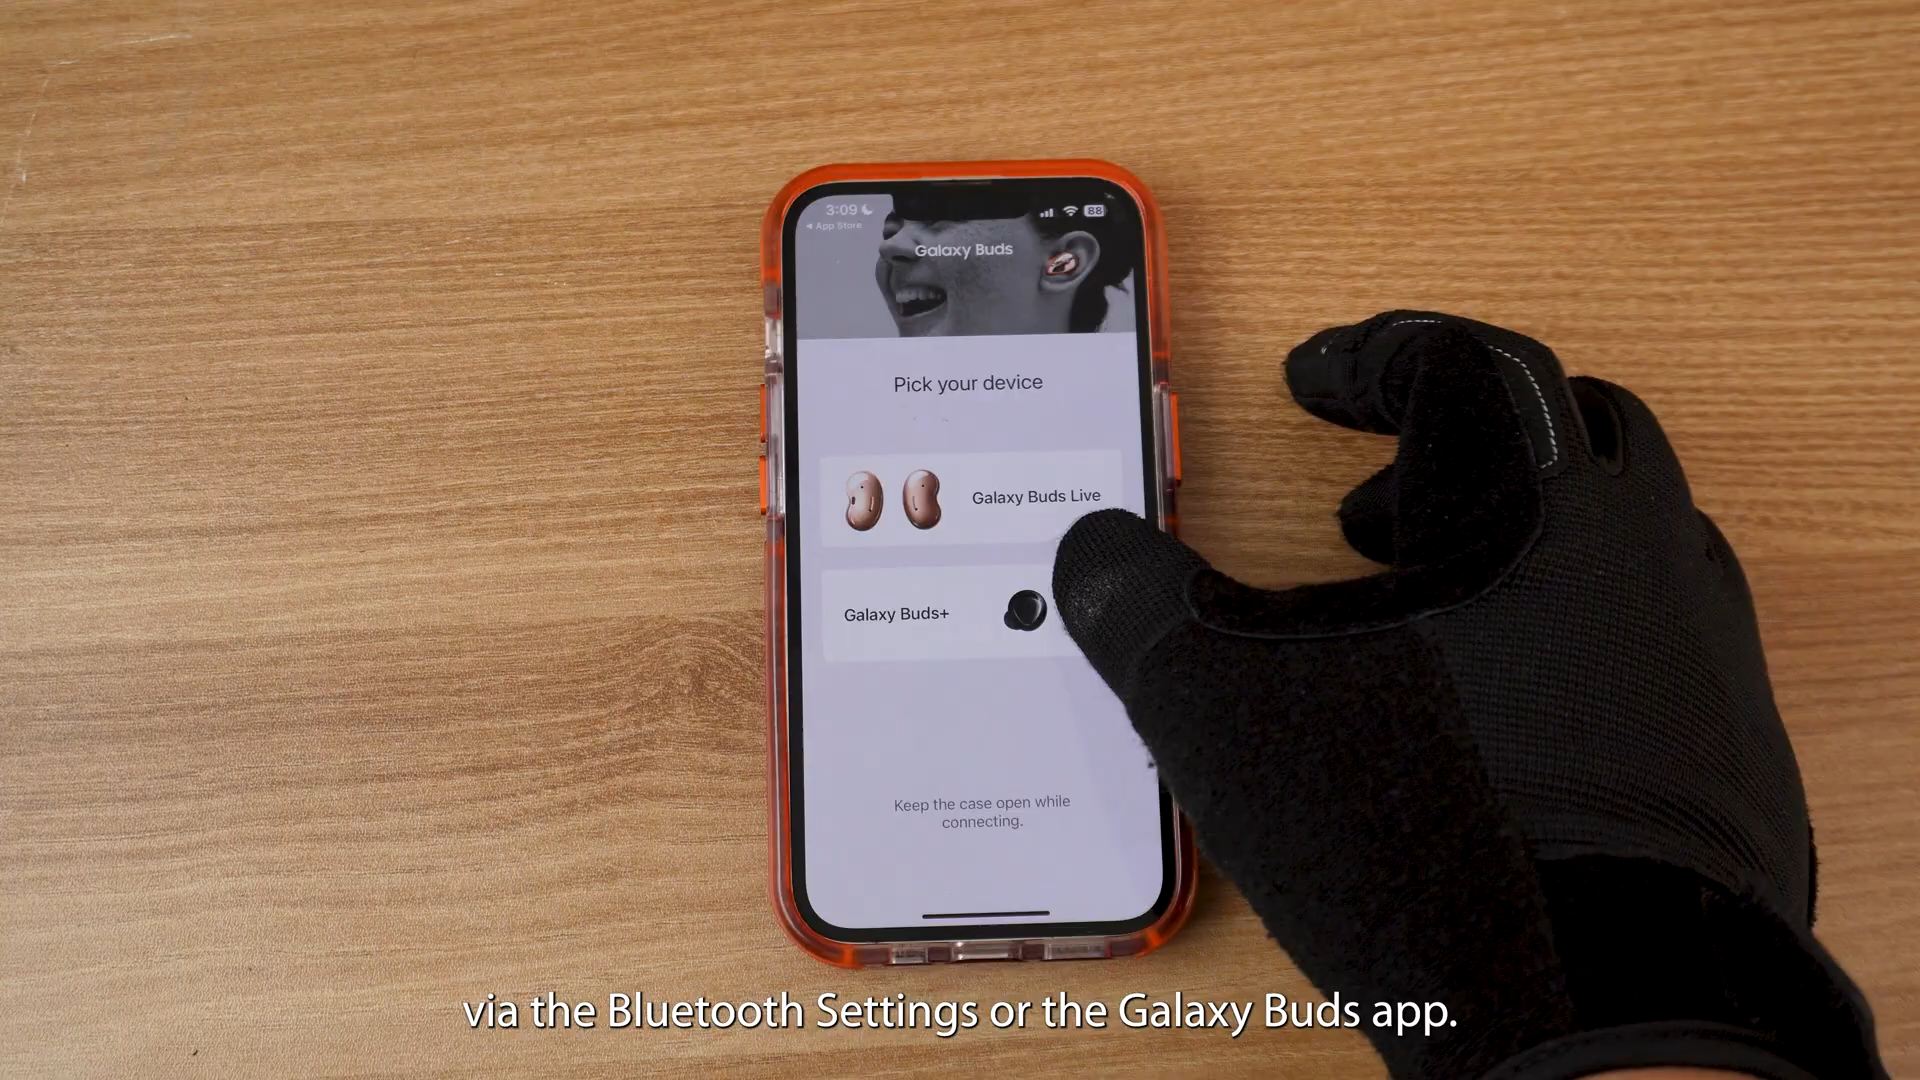 3:09
88
App Store
Galaxy Buds
Pick your device
Galaxy Buds Live
Galaxy Buds+
Keep the case open while
connecting.
via the Bluetooth Settings or the Galaxy Buds app.